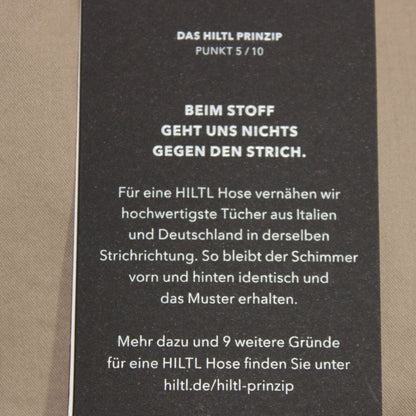 DAS HILTL PRINZIP
PUNKT 5 / 10
BEIM STOFF
GEHT UNS NICHTS
GEGEN DEN STRICH.
Für eine HILTL Hose vernähen wir
hochwertigste Tücher aus Italien
und Deutschland in derselben
Strichrichtung. So bleibt der Schimmer
vorn und hinten identisch und
das Muster erhalten.
Mehr dazu und 9 weitere Gründe
für eine HILTL Hose finden Sie unter
hiltl.de/hiltl-prinzip